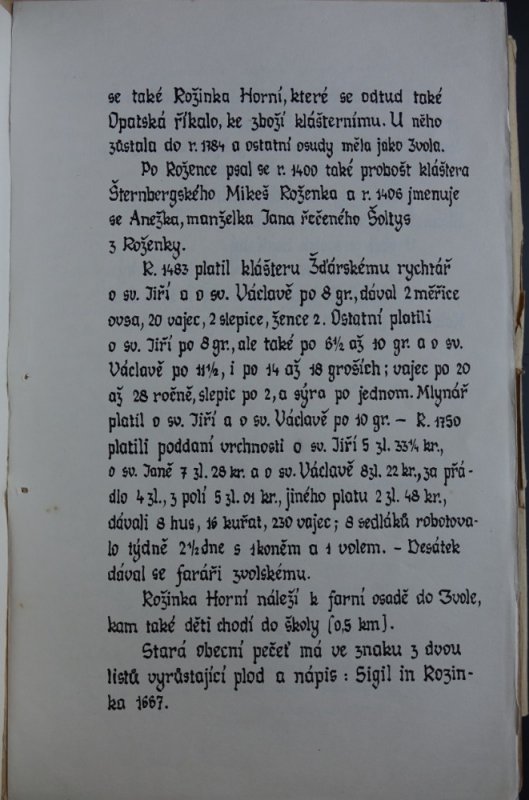 se také Rožinka Horní, které se odtud také
Opatská říkalo, ke zboží klášternímu. U něho
zůstala do r. 1784 a ostatní osudy měla jako Zvola.
Po Rožence psal se r. 1400 také probošt kláštera
Šternbergského Mikeš Roženka a r. 1406 jmenuje
se Anežka, manželka Jana řečeného Šoltys
z Roženky.
R. 1483 platil klášteru Žďárskému rychtář
o sv. Jiří a o sv. Václavě po 8 gr., dával 2 měřice
ovsa, 20 vajec, 2 slepice, žence 2. Ostatní platili
o sv. Jiří po 8 gr., ale také po 6½ až 10 gr. a o sv.
Václavě po 11½, i po 14 až 18 groších; vajec po 20
až 28 ročně, slepic po 2, a sýra po jednom. Mlynář
platil o sv. Jiří a o sv. Václavě po 10 gr. – R. 1750
platili poddaní vrchnosti o sv. Jiří 5 zl. 33¼ kr.,
o sv. Janě 7 zl. 28 kr. a o sv. Václavě 8 zl. 22 kr., za přá-
dlo 4 zl., z polí 5 zl. 01 kr., jiného platu 2 zl. 48 kr.,
dávali 8 hus, 16 kuřat, 230 vajec; 8 sedláků robotova-
lo týdně 2½ dne s 1 koněm a 1 volem. – Desátek
dával se faráři zvolskému.
Rožinka Horní náleží k farní osadě do Zvole,
kam také děti chodí do školy (0,5 km).
Stará obecní pečeť má ve znaku z dvou
listů vyrůstající plod a nápis: Sigil in Rozin-
ka 1667.